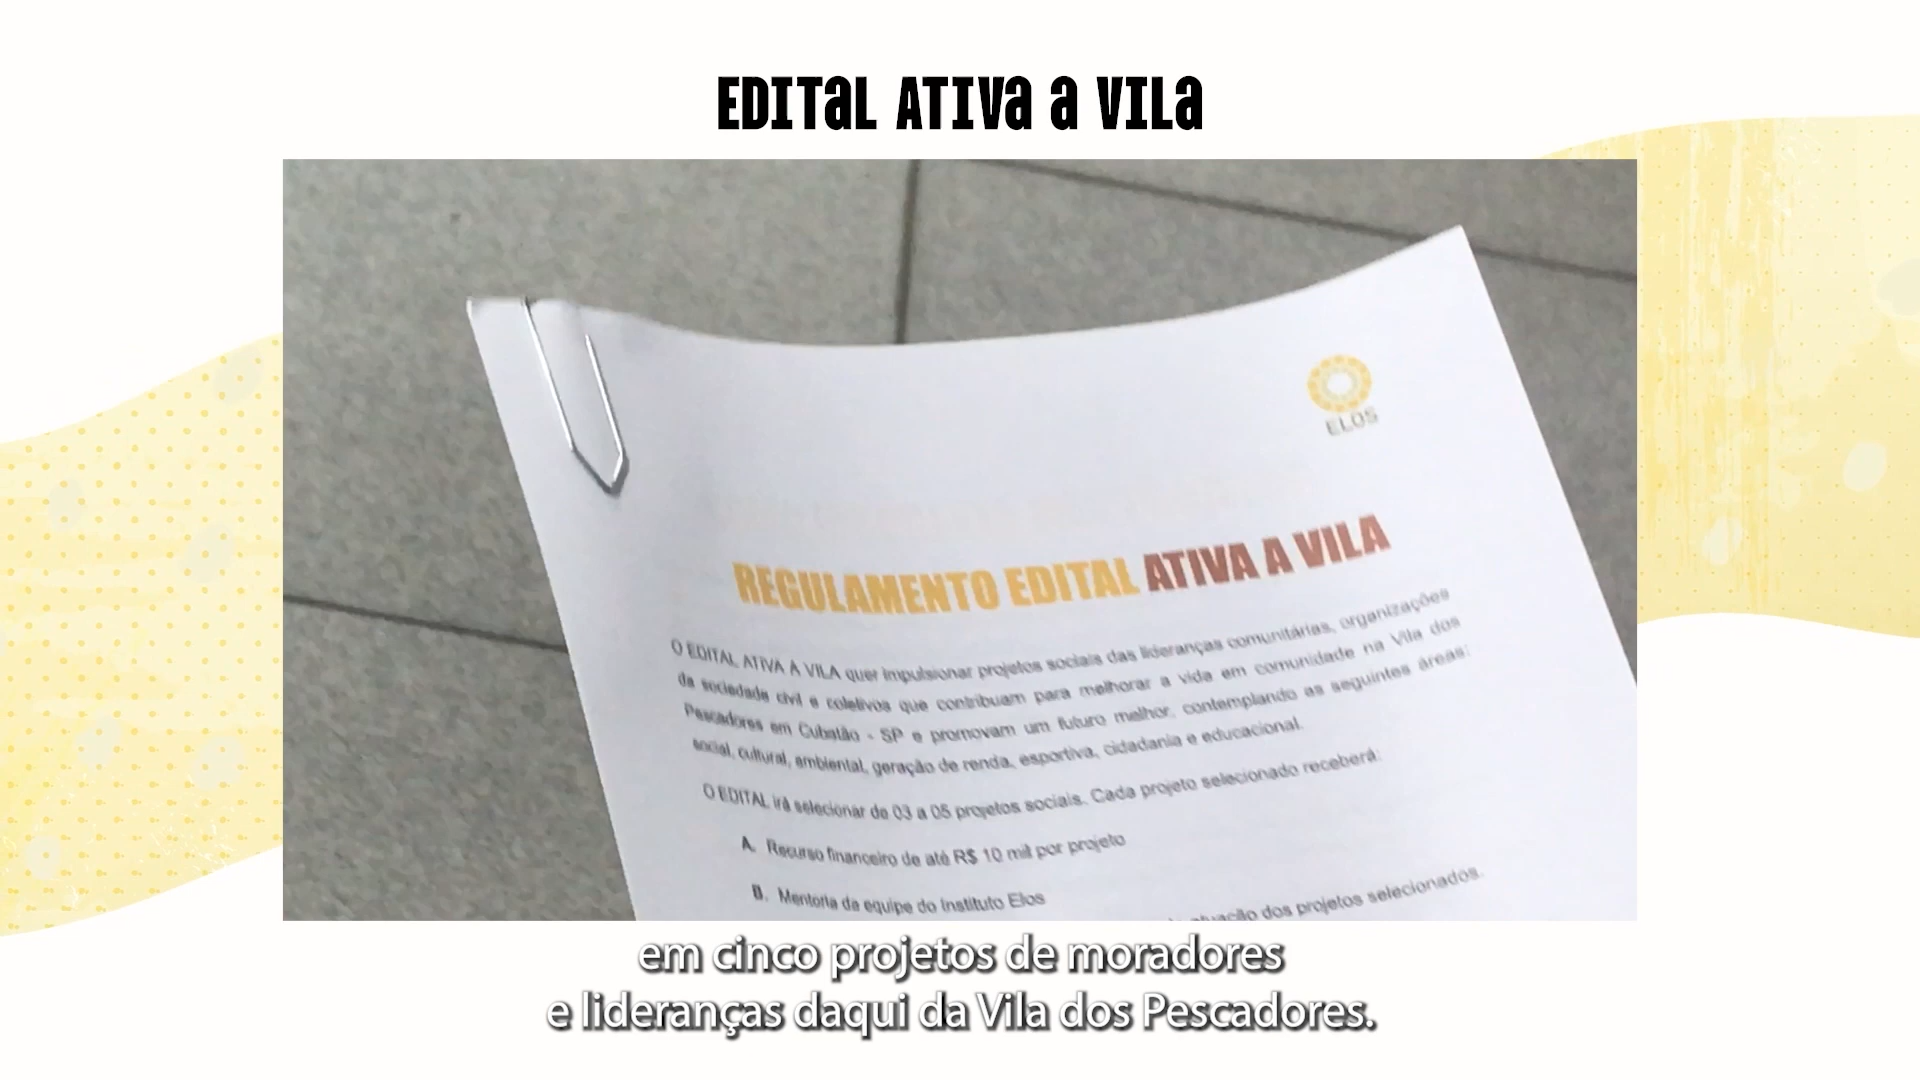 EDITAL ATIVA A VILA
ELOS
REGULAMENTO EDITAL ATIVA A VILA
O EDITAL ATIVA A VILA quer impulsionar projetos sociais das lideranças comunitárias, organizações
da sociedade civil e coletivos que contribuam para melhorar a vida em comunidade na Vila dos
Pescadores em Cubatão - SP e promovam um futuro melhor, contemplando as seguintes áreas:
social, cultural, ambiental, geração de renda, esportiva, cidadania e educacional.
O EDITAL irá selecionar de 03 a 05 projetos sociais. Cada projeto selecionado receberá:
A. Recurso financeiro de até R$ 10 mil por projeto
B. Mentoria da equipe do Instituto Elos
atuação dos projetos selecionados.
em cinco projetos de moradores
e lideranças daqui da Vila dos Pescadores.